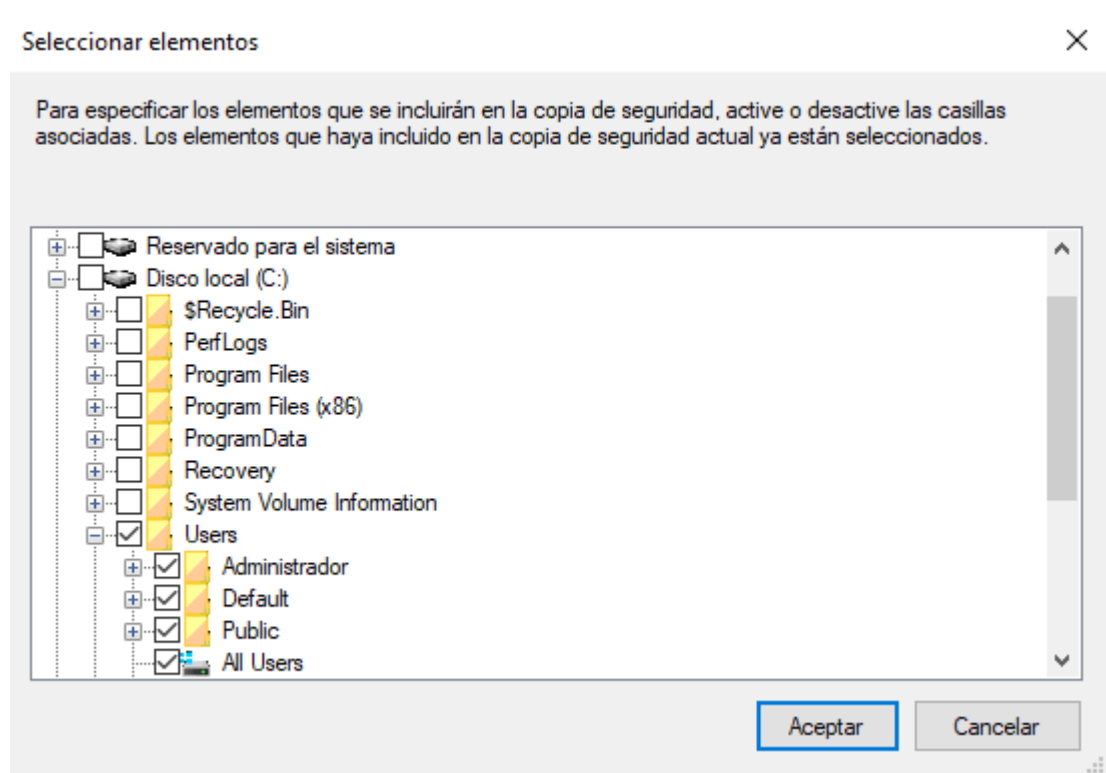 Seleccionar elementos
Para especificar los elementos que se incluirán en la copia de seguridad, active o desactive las casillas
asociadas. Los elementos que haya incluido en la copia de seguridad actual ya están seleccionados.
Reservado para el sistema
Disco local (C:)
$Recycle.Bin
PerfLogs
Program Files
Program Files (x86)
ProgramData
Recovery
System Volume Information
Users
Administrador
Default
Public
All Users
Aceptar Cancelar